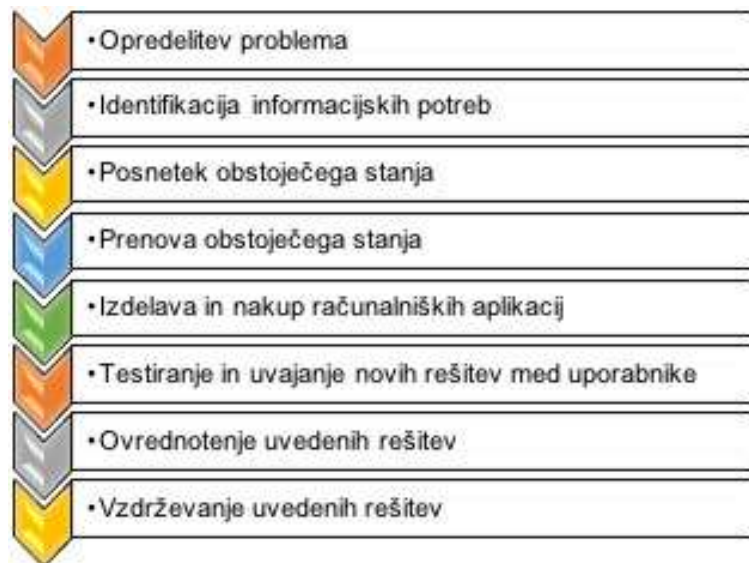 •Opredelitev problema
•Identifikacija informacijskih potreb
•Posnetek obstoječega stanja
•Prenova obstoječega stanja
•Izdelava in nakup računalniških aplikacij
•Testiranje in uvajanje novih rešitev med uporabnike
•Ovrednotenje uvedenih rešitev
•Vzdrževanje uvedenih rešitev